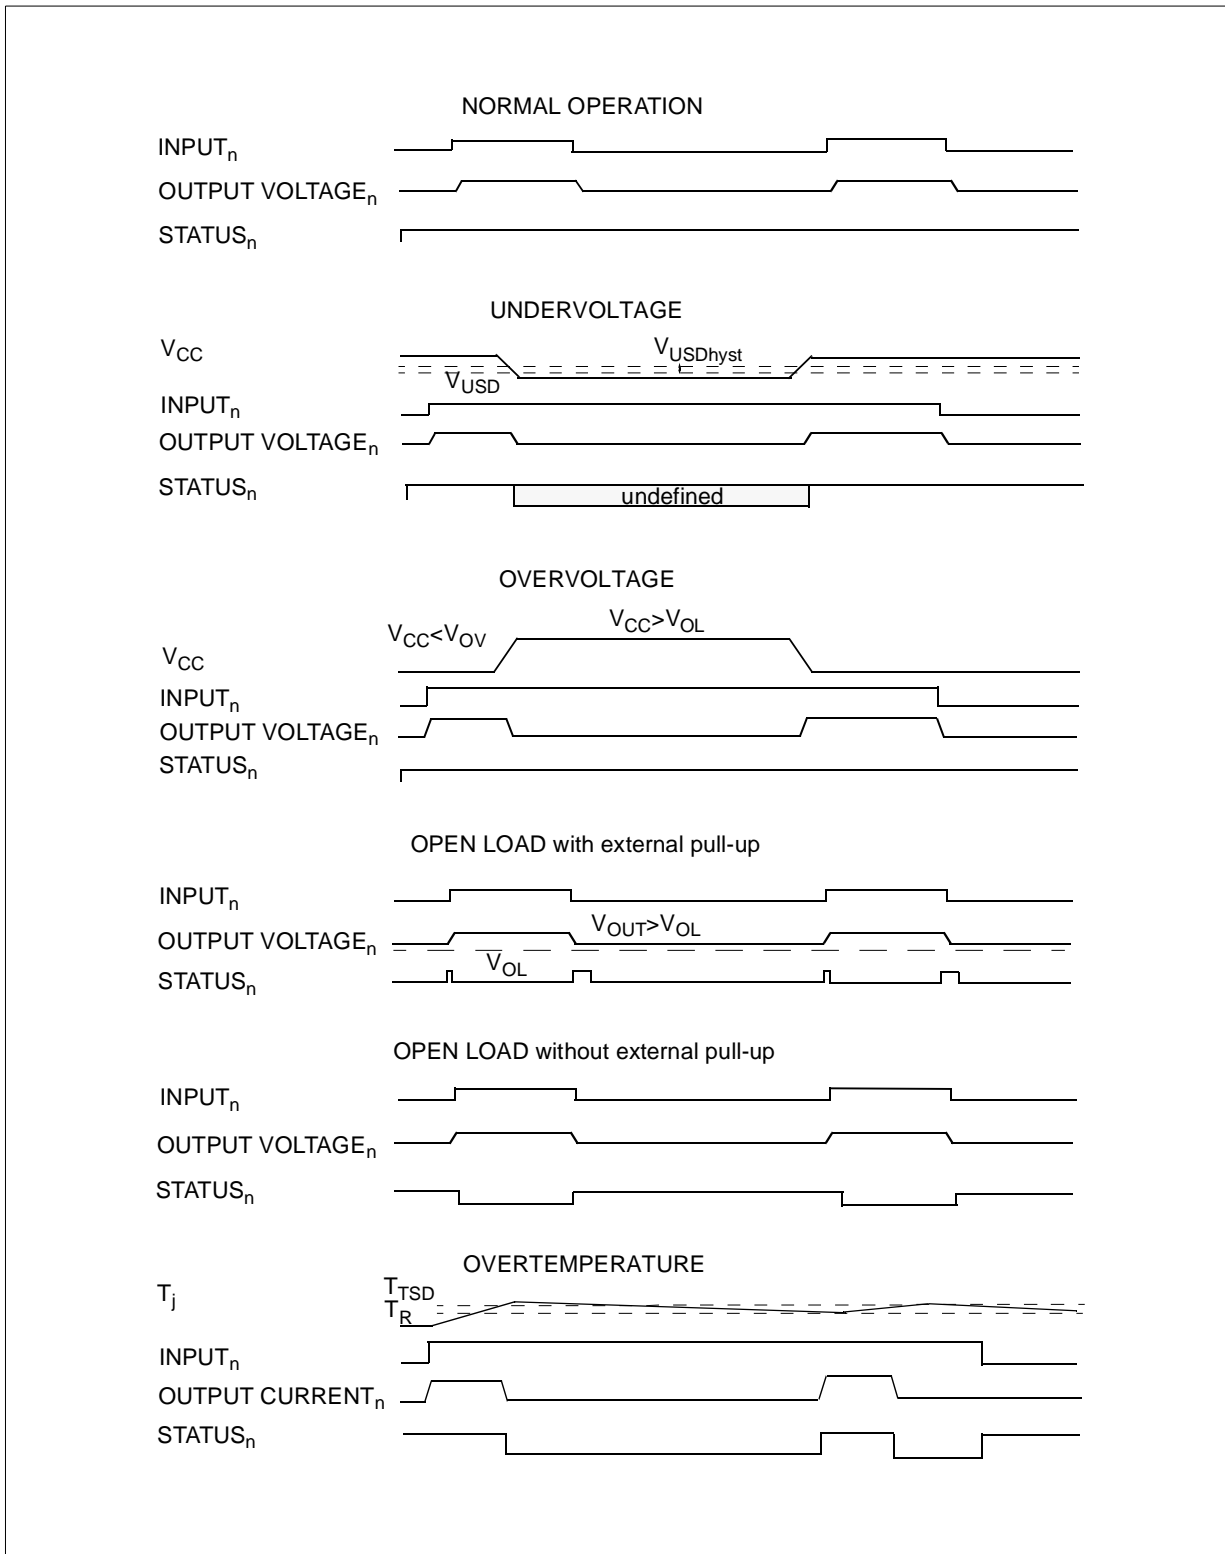 NORMAL OPERATION
INPUTn
OUTPUT VOLTAGEn
STATUSn
UNDERVOLTAGE
VCC
VUSDhyst
VUSD
INPUTn
OUTPUT VOLTAGEn
STATUSn
undefined
OVERVOLTAGE
VCC<VOV
VCC>VOL
VCC
INPUTn
OUTPUT VOLTAGEn
STATUSn
OPEN LOAD with external pull-up
INPUTn
VOUT>VOL
OUTPUT VOLTAGEn
VOL
STATUSn
OPEN LOAD without external pull-up
INPUTn
OUTPUT VOLTAGEn
STATUSn
OVERTEMPERATURE
Tj
TTSD
TR
INPUTn
OUTPUT CURRENTn
STATUSn